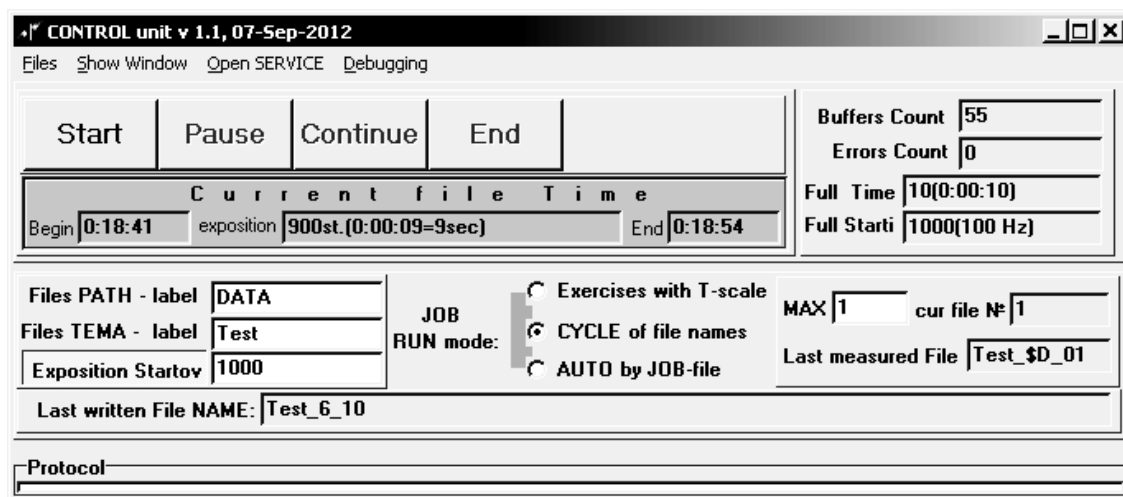 CONTROL unit v 1.1, 07-Sep-2012
Files Show Window Open SERVICE Debugging
Start Pause Continue End
Current file Time
Begin 0:18:41 exposition 900st.(0:00:09=9sec) End 0:18:54
Buffers Count 55
Errors Count 0
Full Time 10(0:00:10)
Full Starti 1000(100 Hz)
Files PATH - label DATA
Files TEMA - label Test
Exposition Startov 1000
JOB
RUN mode:
Exercises with T-scale
CYCLE of file names
AUTO by JOB-file
MAX 1 cur file № 1
Last measured File Test_$D_01
Last written File NAME: Test_6_10
Protocol